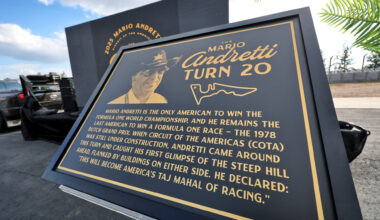 2025 MARIO ANDRETTI
THE
MARIO
Andretti
TURN 20
MARIO ANDRETTI IS THE ONLY AMERICAN TO WIN THE
FORMULA ONE WORLD CHAMPIONSHIP, AND HE REMAINS THE
LAST AMERICAN TO WIN A FORMULA ONE RACE – THE 1978
DUTCH GRAND PRIX. WHEN CIRCUIT OF THE AMERICAS (COTA)
WAS STILL UNDER CONSTRUCTION, ANDRETTI CAME AROUND
THIS TURN AND CAUGHT HIS FIRST GLIMPSE OF THE STEEP HILL
AHEAD, FLANKED BY BUILDINGS ON EITHER SIDE. HE DECLARED:
"THIS WILL BECOME AMERICA'S TAJ MAHAL OF RACING."